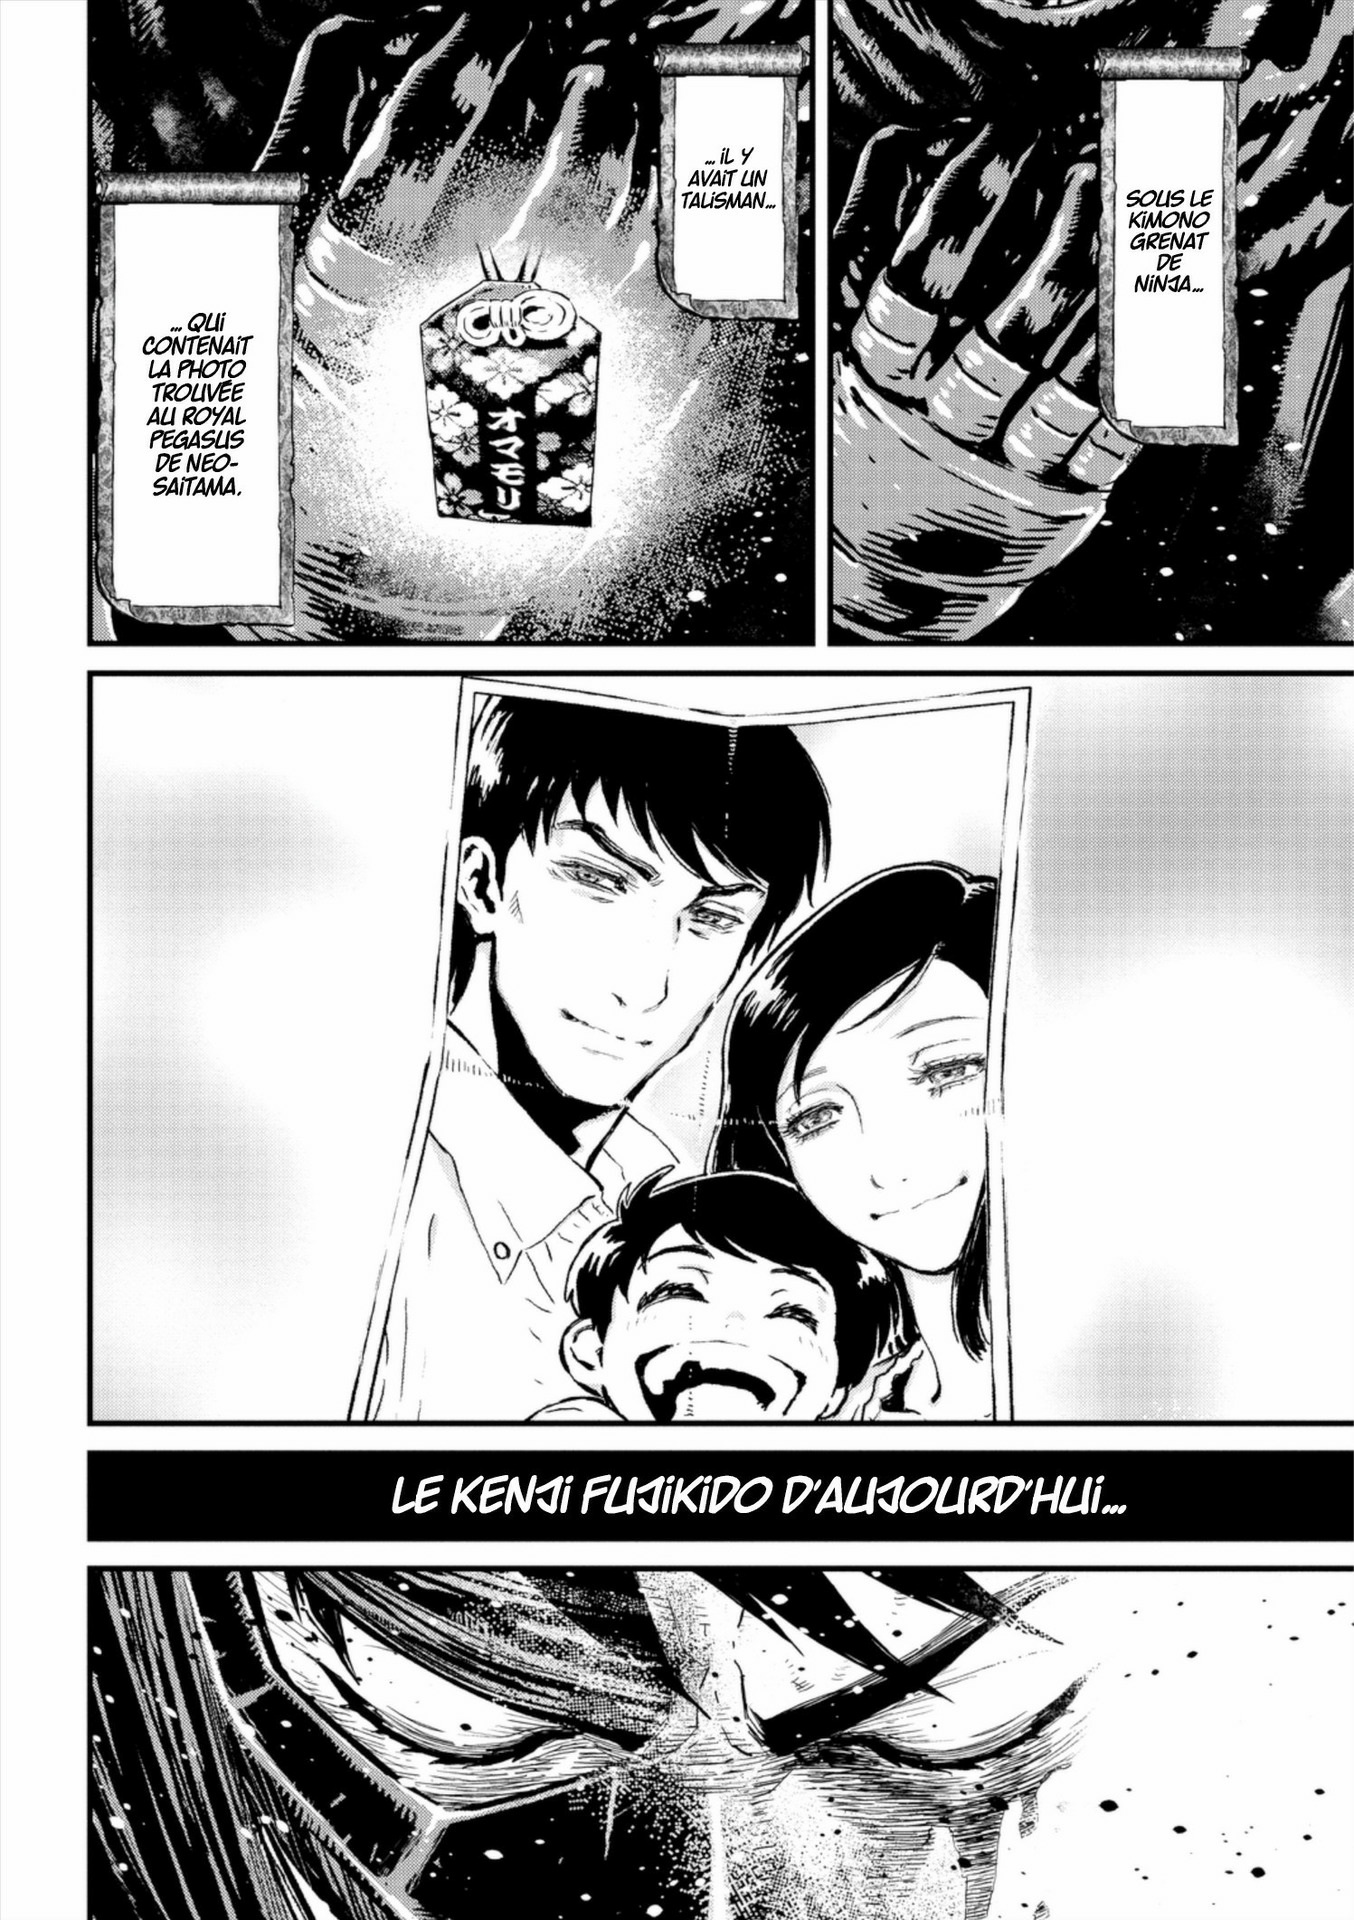 SOUS LE
KIMONO
GRENAT
DE
NINJA...
... IL Y
AVAIT UN
TALISMAN...
... QUI
CONTENAIT
LA PHOTO
TROUVÉE
AU ROYAL
PEGASUS
DE NEO-
SAITAMA.
オマモリ
LE KENJI FUJIKIDO D'AUJOURD'HUI...